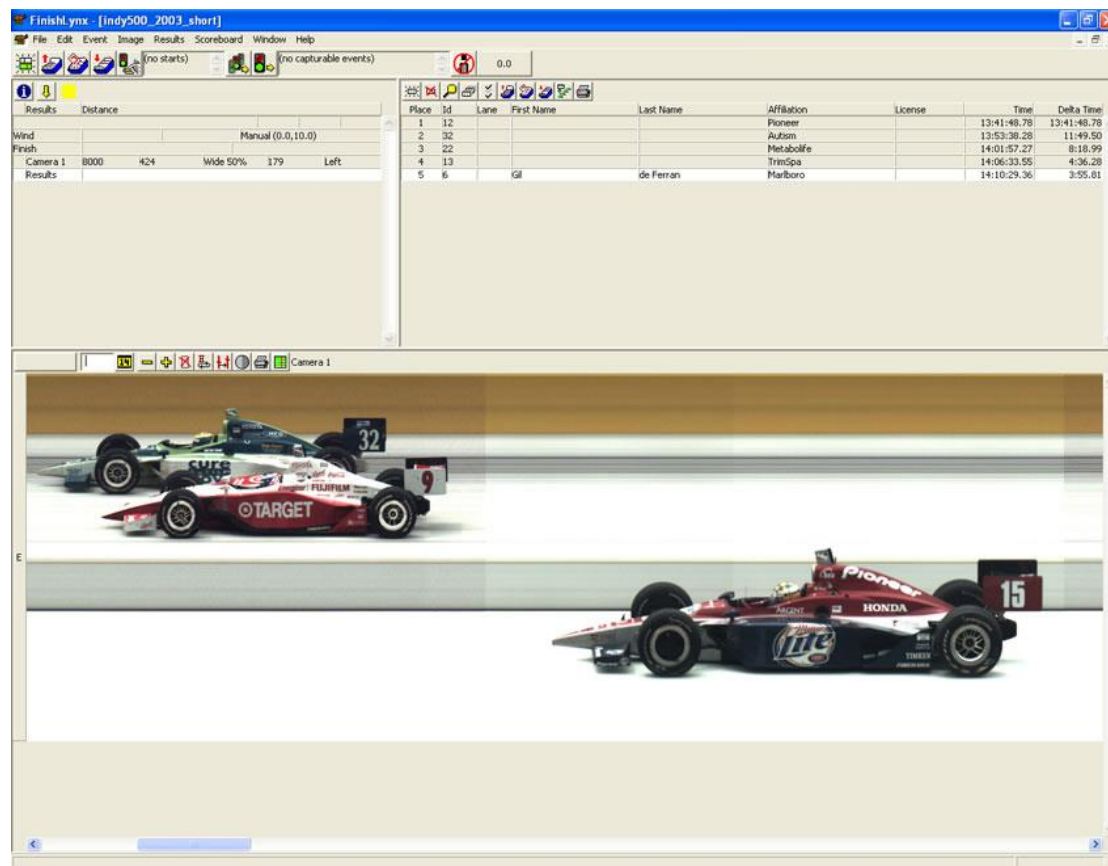 FinishLynx - [indy500_2003_short]
File Edit Event Image Results Scoreboard Window Help
(no starts) (no capturable events) 0.0
Results Distance
Wind Manual (0.0,10.0)
Finish
Camera 1 8000 424 Wide 50% 179 Left
Results
Place Id Lane First Name Last Name Affiliation License Time Delta Time
1 12 Pioneer 13:41:48.78 13:41:48.78
2 32 Autism 13:53:38.28 11:49.50
3 22 Metabolife 14:01:57.27 8:18.99
4 13 TrimSpa 14:06:33.55 4:36.28
5 6 Gil de Ferran Marlboro 14:10:29.36 3:55.81
Camera 1
32
cure
9
FUJIFILM
TARGET
E
Pioneer
15
ARGENT
HONDA
Miller
Lite
TIMKEN